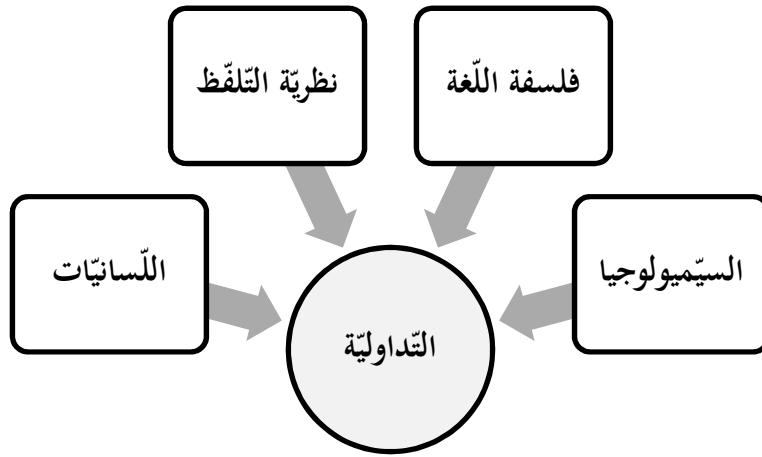 فلسفة اللّغة
نظريّة التّلفّظ
السيّميولوجيا
اللّسانيّات
التّداوليّة